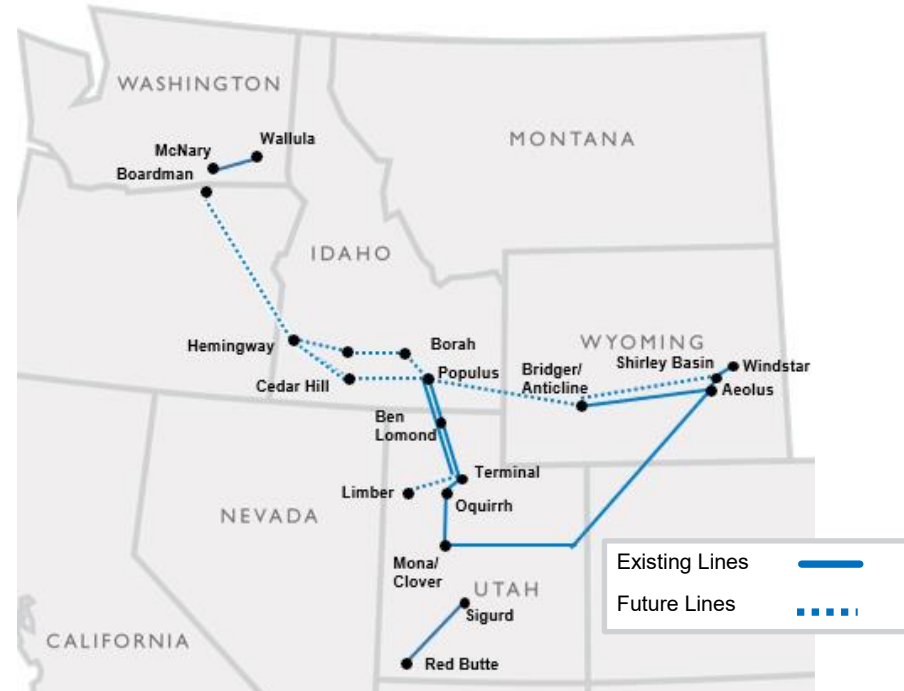 WASHINGTON
MONTANA
McNary
Wallula
Boardman
IDAHO
WYOMING
Hemingway
Borah
Cedar Hill
Populus
Bridger/
Anticline
Shirley Basin
Windstar
Aeolus
Ben
Lomond
Terminal
Limber
Oquirrh
NEVADA
Mona/
Clover
UTAH
Sigurd
Red Butte
CALIFORNIA
Existing Lines
Future Lines